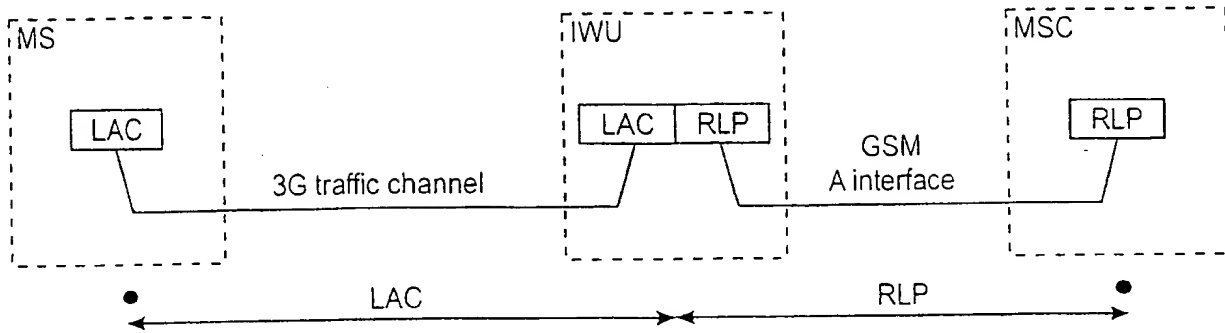 MS
IWU
MSC
LAC
LAC
RLP
RLP
3G traffic channel
GSM
A interface
LAC
RLP